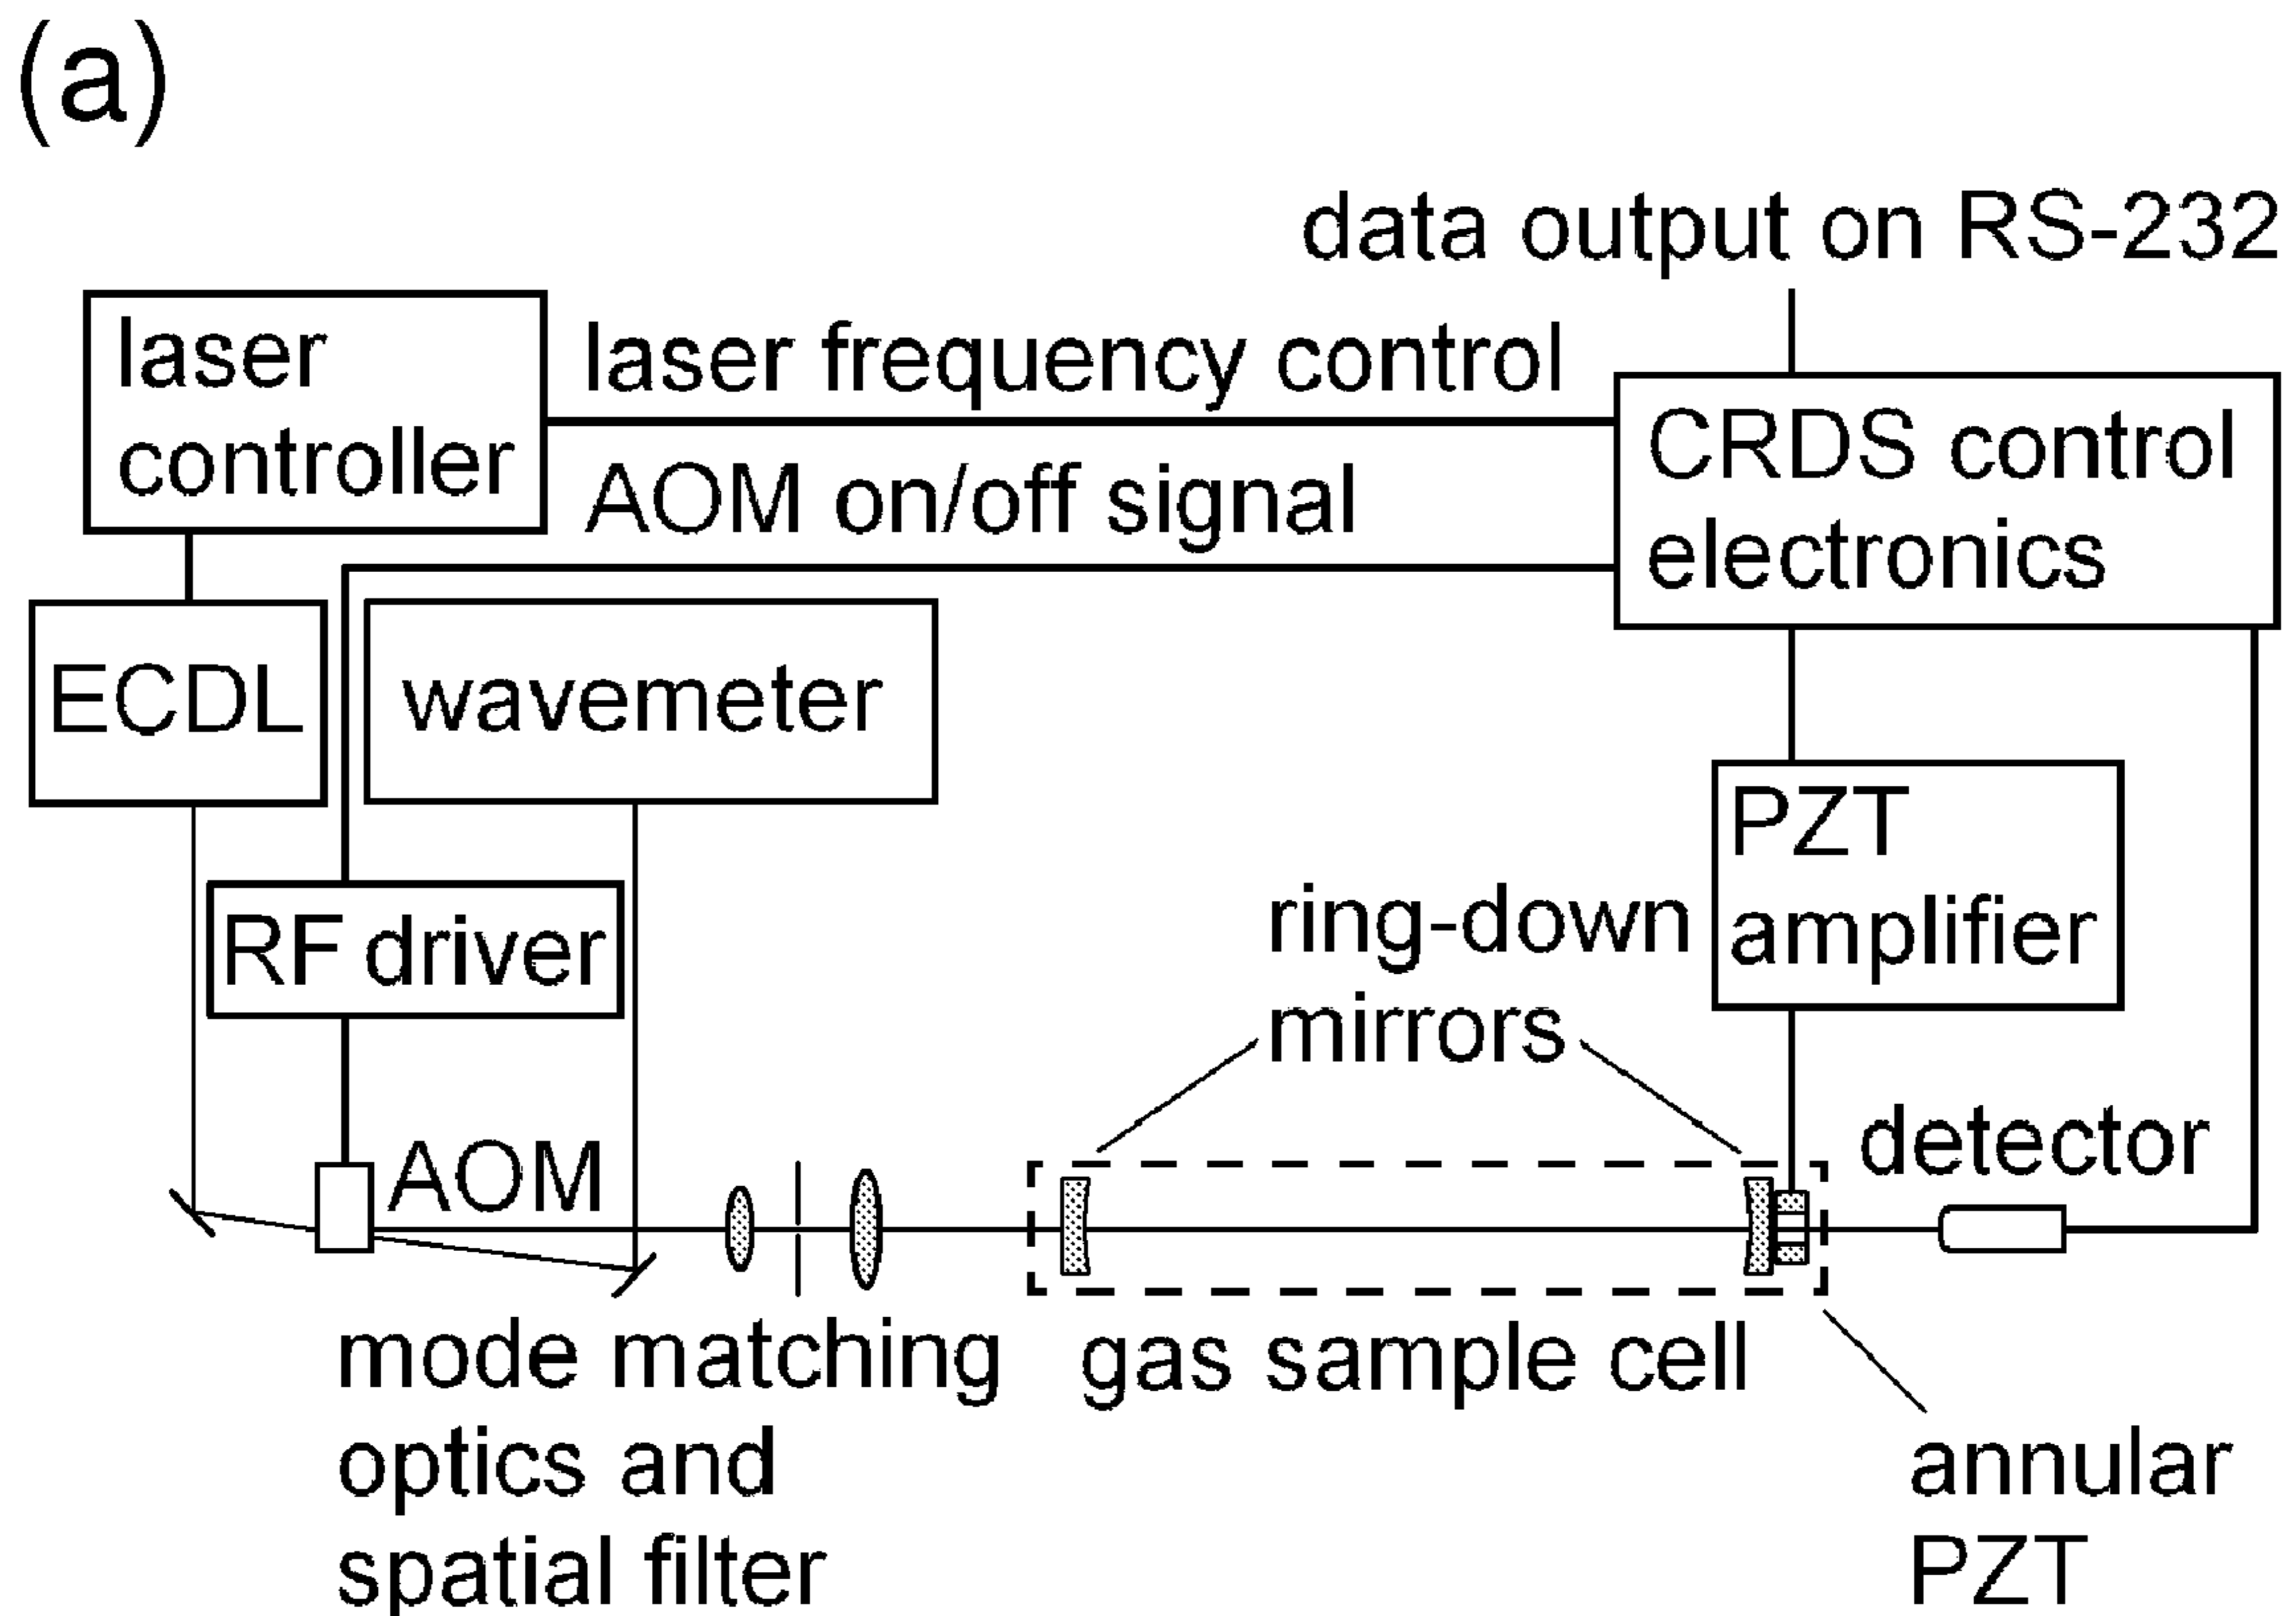 (a)
data output on RS-232
laser
controller
laser frequency control
AOM on/off signal
CRDS control
electronics
ECDL
wavemeter
PZT
amplifier
RF driver
ring-down
mirrors
AOM
detector
mode matching
optics and
spatial filter
gas sample cell
annular
PZT